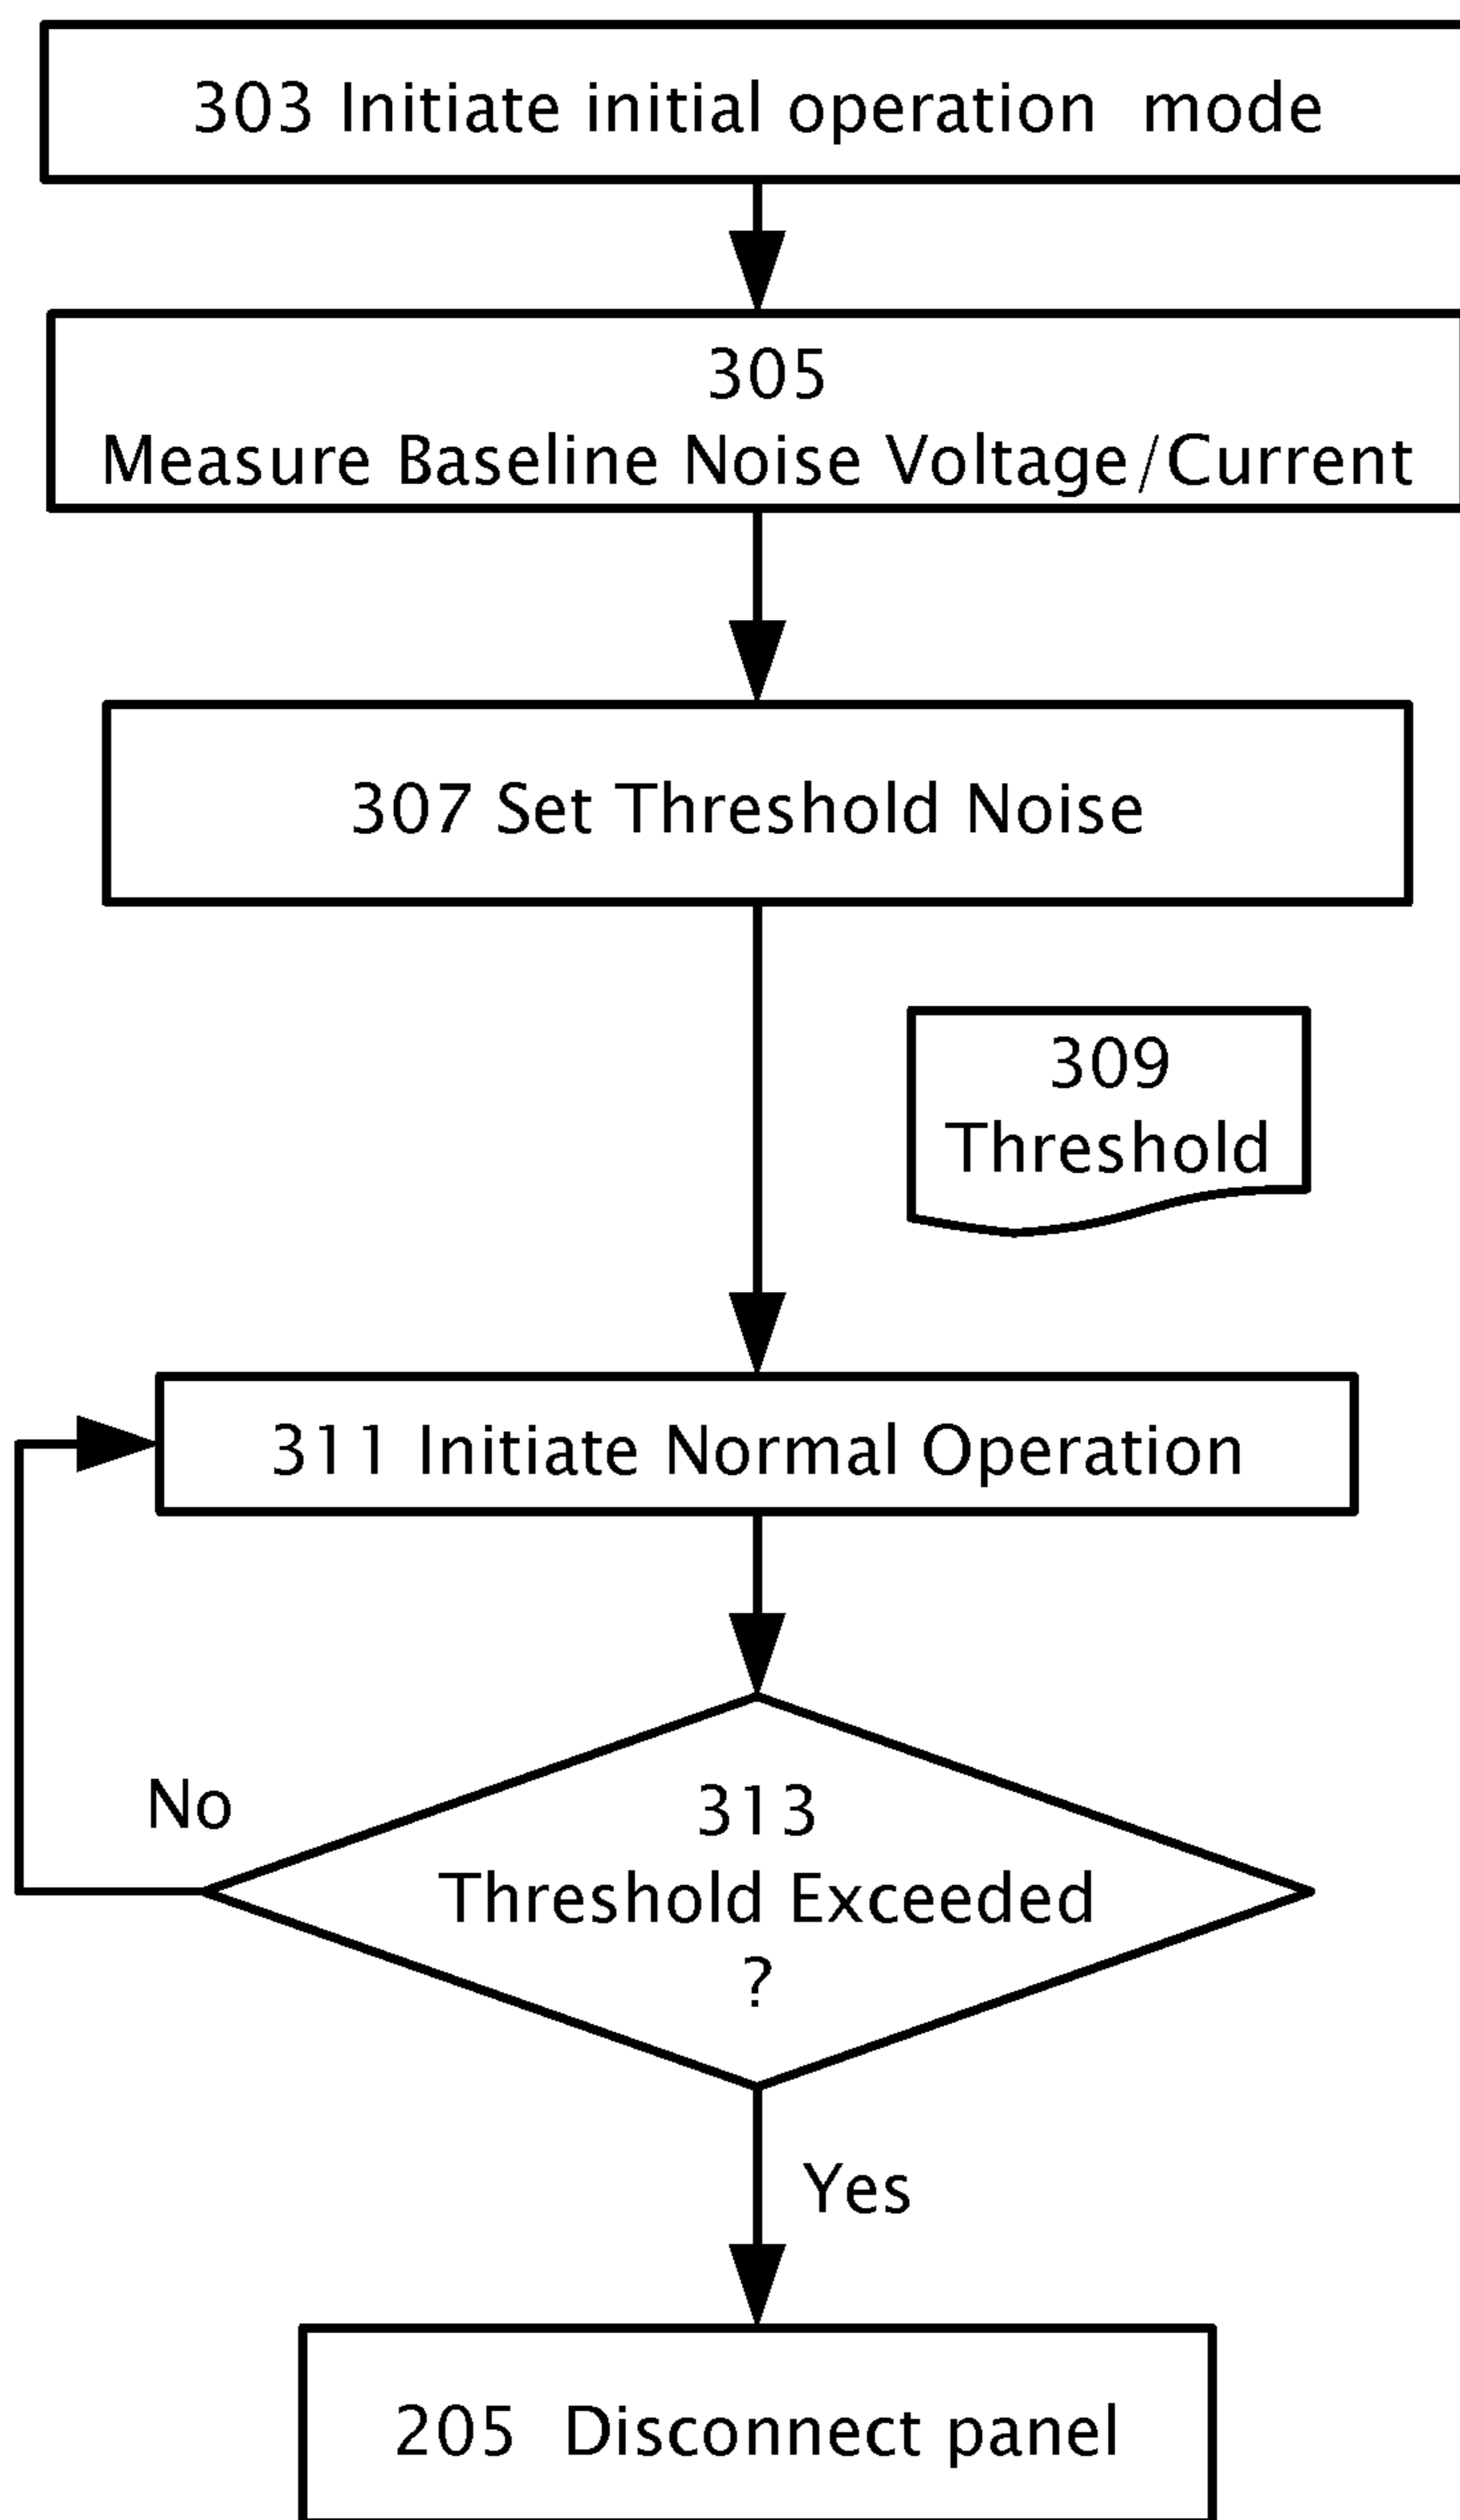 303 Initiate initial operation mode
305
Measure Baseline Noise Voltage/Current
307 Set Threshold Noise
309
Threshold
311 Initiate Normal Operation
No
313
Threshold Exceeded
?
Yes
205 Disconnect panel